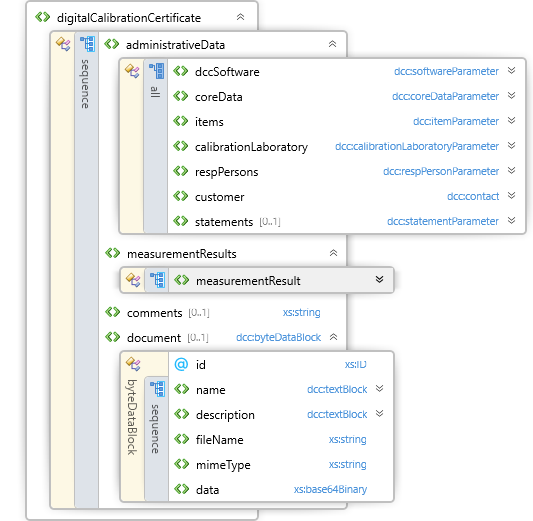 digitalCalibrationCertificate
sequence
administrativeData
all
dccSoftware dcc:softwareParameter
coreData dcc:coreDataParameter
items dcc:itemParameter
calibrationLaboratory dcc:calibrationLaboratoryParameter
respPersons dcc:respPersonParameter
customer dcc:contact
statements [0..1] dcc:statementParameter
measurementResults
measurementResult
comments [0..1] xs:string
document [0..1] dcc:byteDataBlock
byteDataBlock
@ id xs:ID
sequence
name dcc:textBlock
description dcc:textBlock
fileName xs:string
mimeType xs:string
data xs:base64Binary